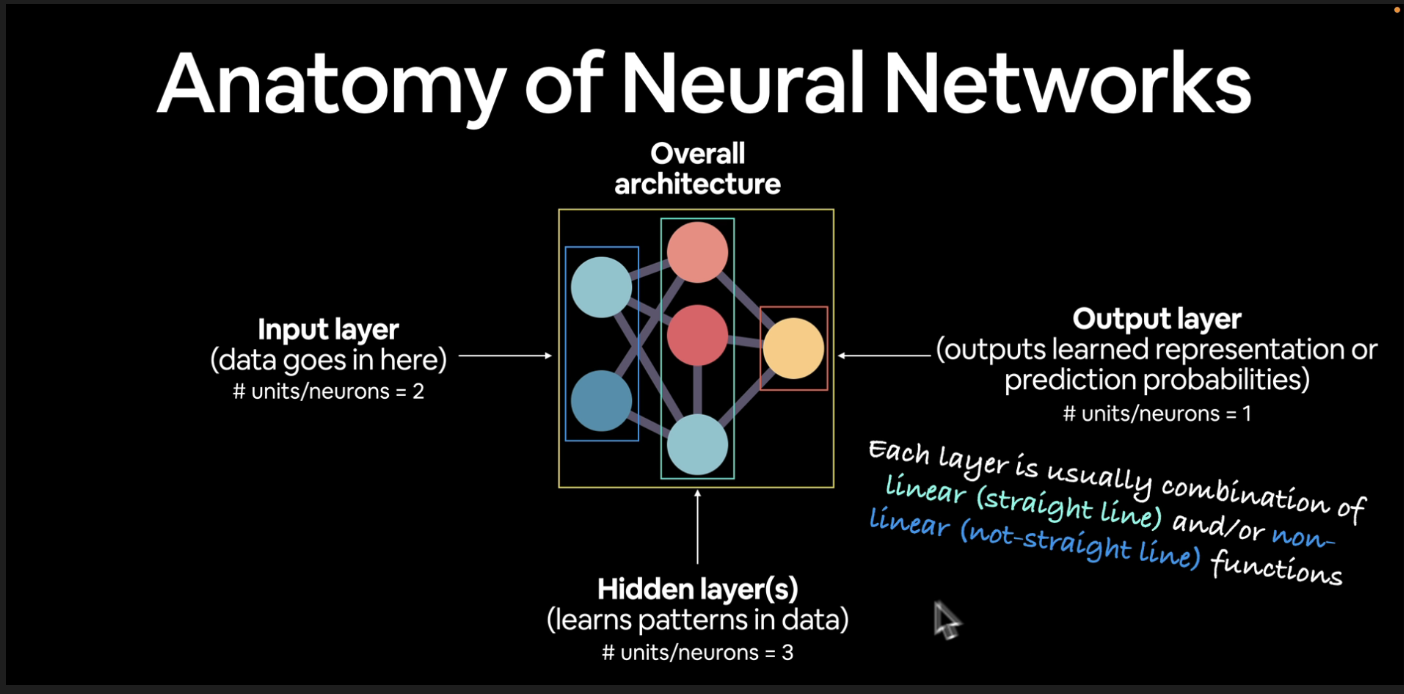 Anatomy of Neural Networks
Overall
architecture
Input layer
(data goes in here)
# units/neurons = 2
Output layer
(outputs learned representation or
prediction probabilities)
# units/neurons = 1
Each layer is usually combination of
linear (straight line) and/or non-
linear (not-straight line) functions
Hidden layer(s)
(learns patterns in data)
# units/neurons = 3